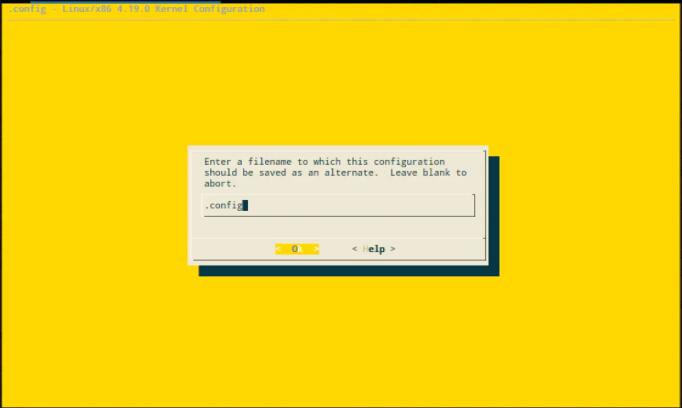 .config - Linux/x86 4.19.0 Kernel Configuration
Enter a filename to which this configuration
should be saved as an alternate.  Leave blank to
abort.
.config
<  Ok  > < Help >